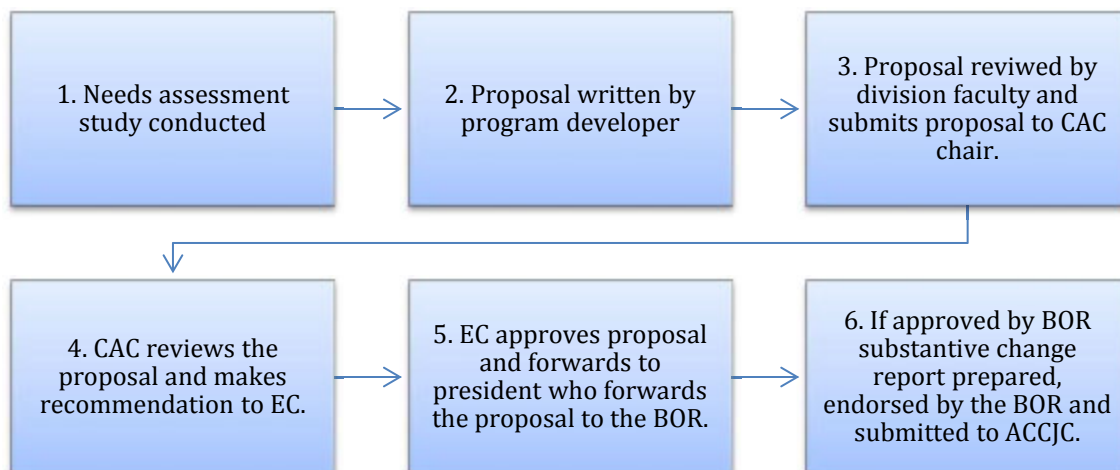 1. Needs assessment
study conducted
2. Proposal written by
program developer
3. Proposal reviwed by
division faculty and
submits proposal to CAC
chair.
4. CAC reviews the
proposal and makes
recommendation to EC.
5. EC approves proposal
and forwards to
president who forwards
the proposal to the BOR.
6. If approved by BOR
substantive change
report prepared,
endorsed by the BOR and
submitted to ACCJC.